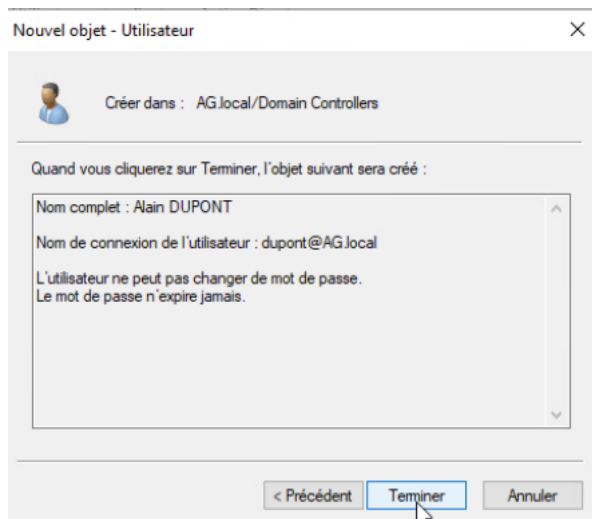 Nouvel objet - Utilisateur
Créer dans : AG.local/Domain Controllers
Quand vous cliquerez sur Terminer, l'objet suivant sera créé :
Nom complet : Alain DUPONT
Nom de connexion de l'utilisateur : dupont@AG.local
L'utilisateur ne peut pas changer de mot de passe.
Le mot de passe n'expire jamais.
< Précédent Terminer Annuler